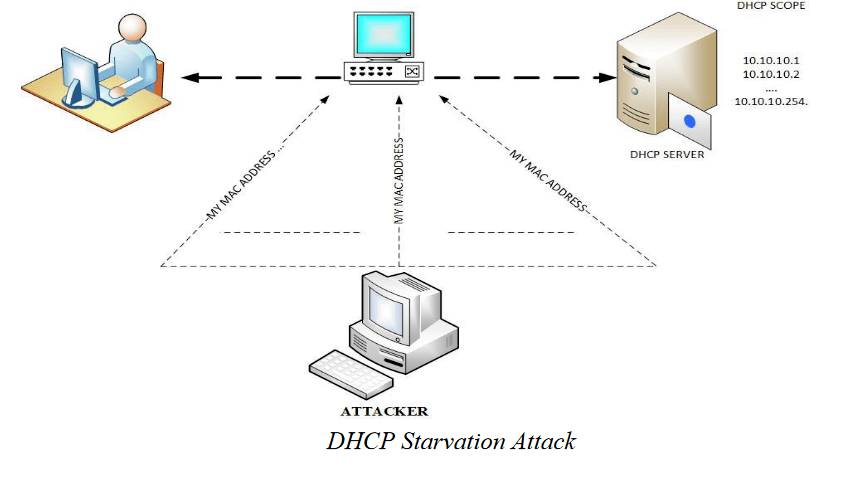 DHCP SCOPE
10.10.10.1
10.10.10.2
....
10.10.10.254.
DHCP SERVER
MY MAC ADDRESS ...
MY MAC ADDRESS
MY MAC ADDRESS
ATTACKER
DHCP Starvation Attack